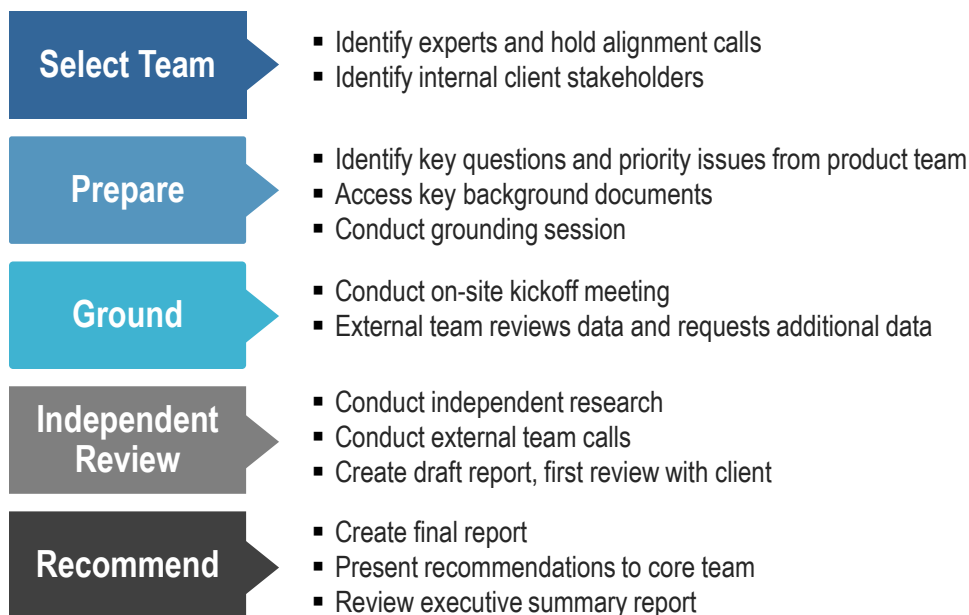 Select Team
▪ Identify experts and hold alignment calls
▪ Identify internal client stakeholders
Prepare
▪ Identify key questions and priority issues from product team
▪ Access key background documents
▪ Conduct grounding session
Ground
▪ Conduct on-site kickoff meeting
▪ External team reviews data and requests additional data
Independent
Review
▪ Conduct independent research
▪ Conduct external team calls
▪ Create draft report, first review with client
Recommend
▪ Create final report
▪ Present recommendations to core team
▪ Review executive summary report